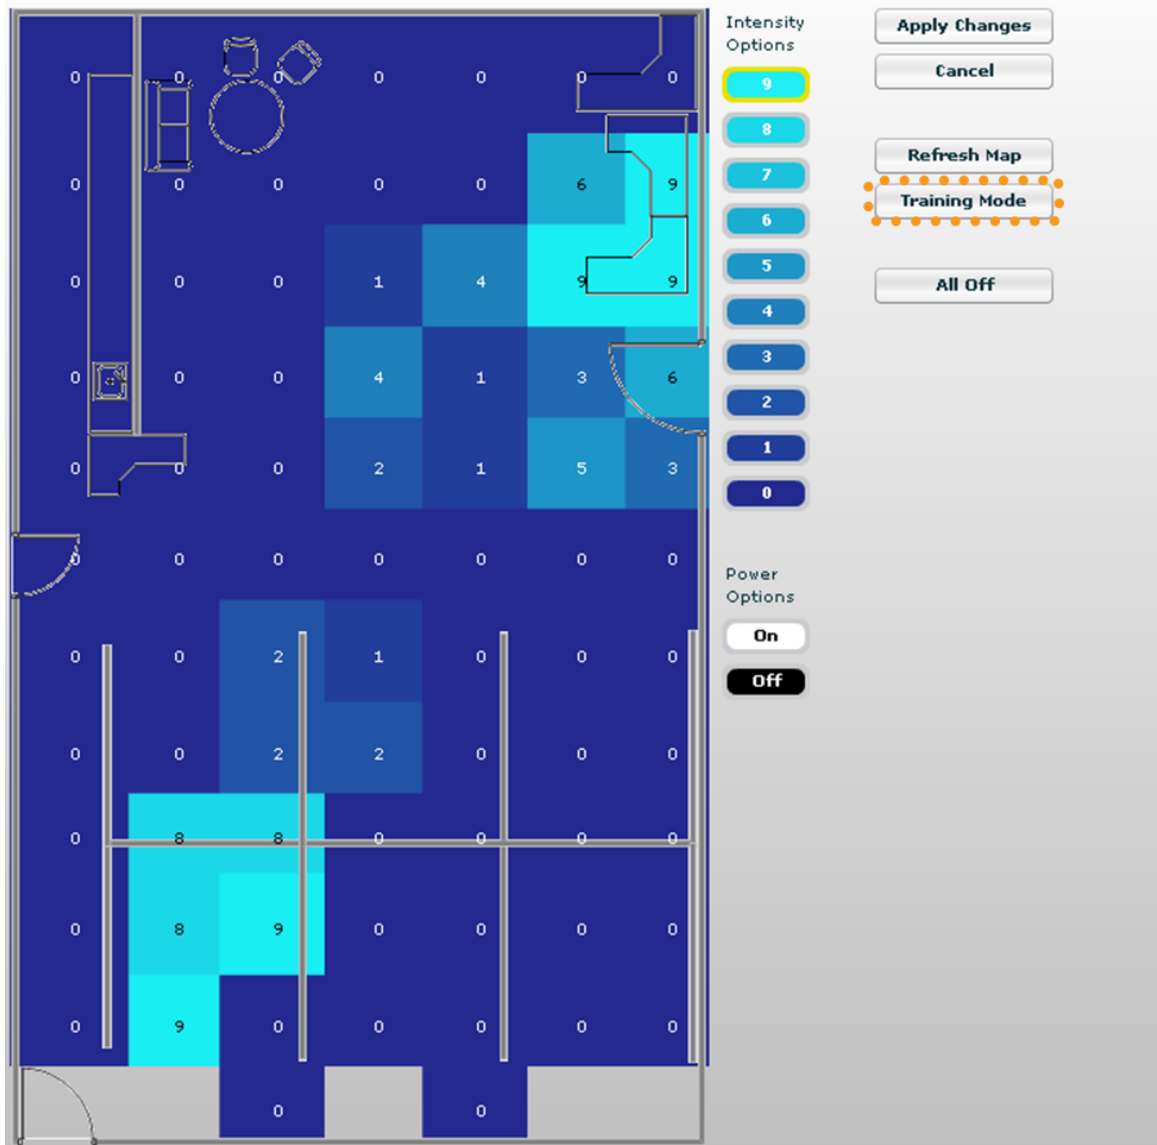 Intensity
Options
9
8
7
6
5
4
3
2
1
0
Power
Options
On
Off
Apply Changes
Cancel
Refresh Map
Training Mode
All Off
0 0 0 0 0 0 0
0 0 0 0 0 6 9
0 0 0 1 4 9 9
0 0 0 4 1 3 6
0 0 0 2 1 5 3
0 0 0 0 0 0 0
0 0 2 1 0 0 0
0 0 2 2 0 0 0
0 8 8 0 0 0 0
0 8 9 0 0 0 0
0 9 0 0 0 0 0
0 0